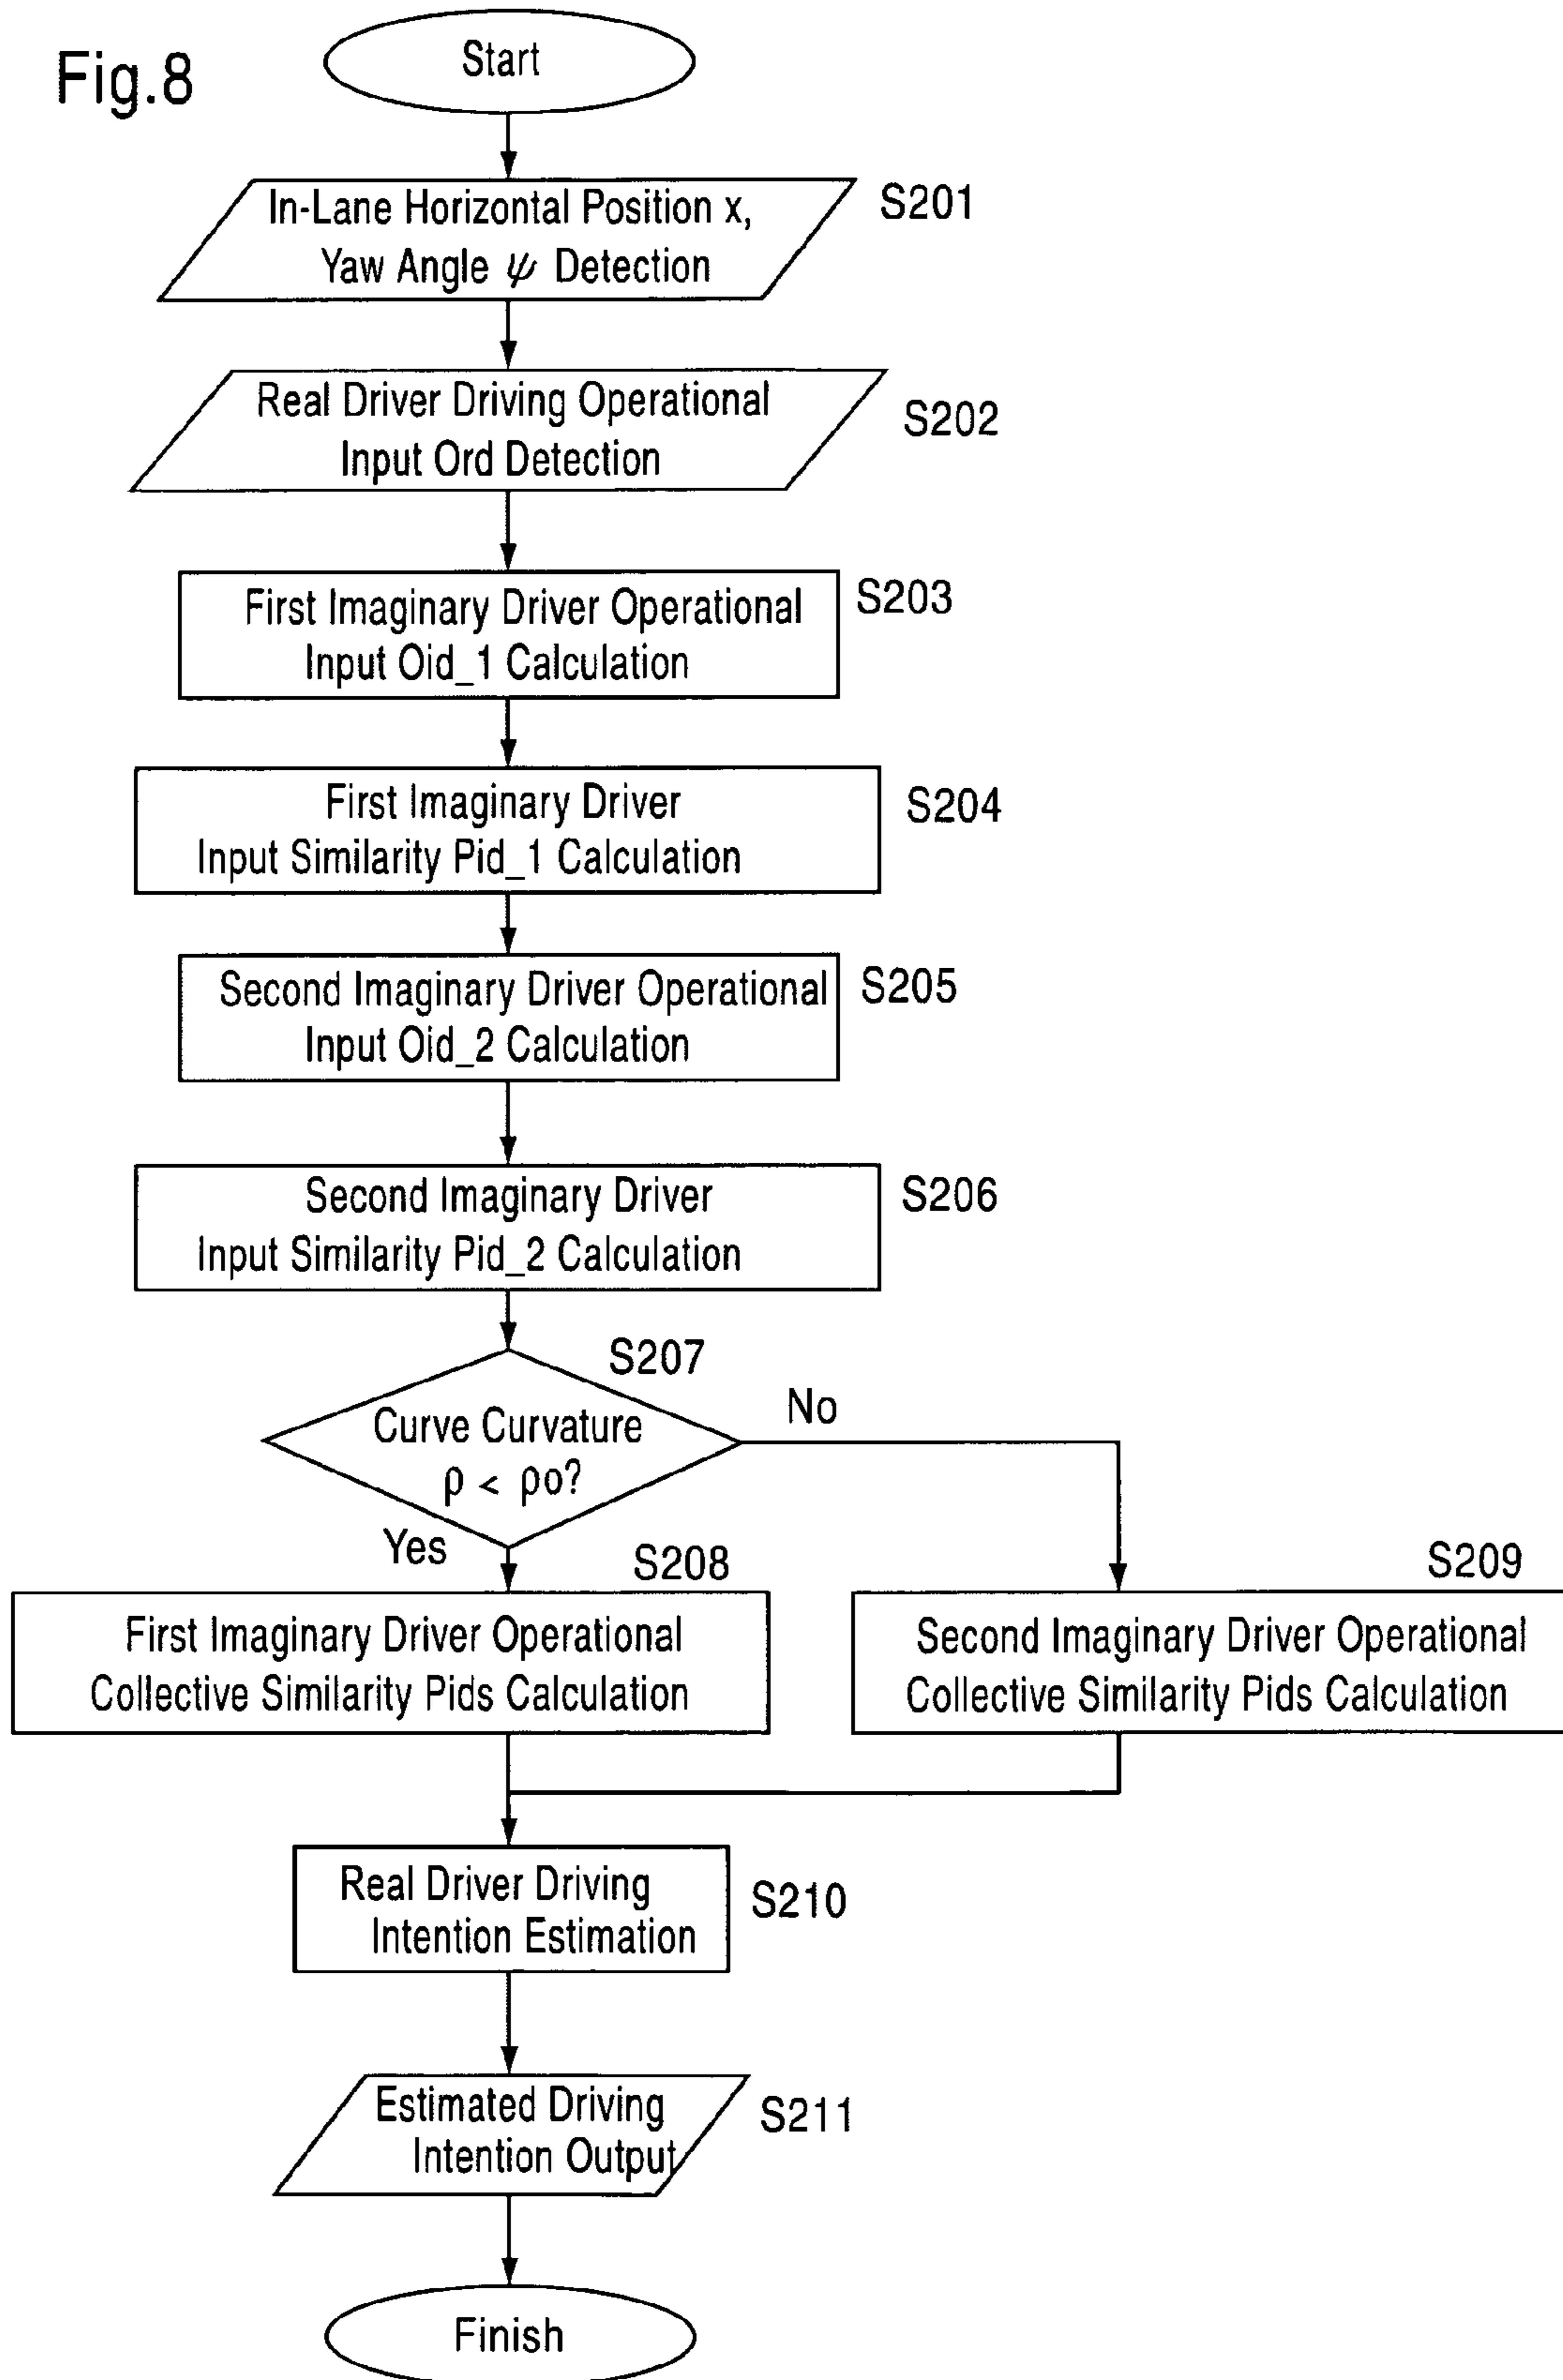 Fig.8
Start
In-Lane Horizontal Position x,
Yaw Angle ψ Detection
S201
Real Driver Driving Operational
Input Ord Detection
S202
First Imaginary Driver Operational
Input Oid_1 Calculation
S203
First Imaginary Driver
Input Similarity Pid_1 Calculation
S204
Second Imaginary Driver Operational
Input Oid_2 Calculation
S205
Second Imaginary Driver
Input Similarity Pid_2 Calculation
S206
S207
Curve Curvature
ρ < ρo?
No
Yes
S208
First Imaginary Driver Operational
Collective Similarity Pids Calculation
S209
Second Imaginary Driver Operational
Collective Similarity Pids Calculation
Real Driver Driving
Intention Estimation
S210
Estimated Driving
Intention Output
S211
Finish